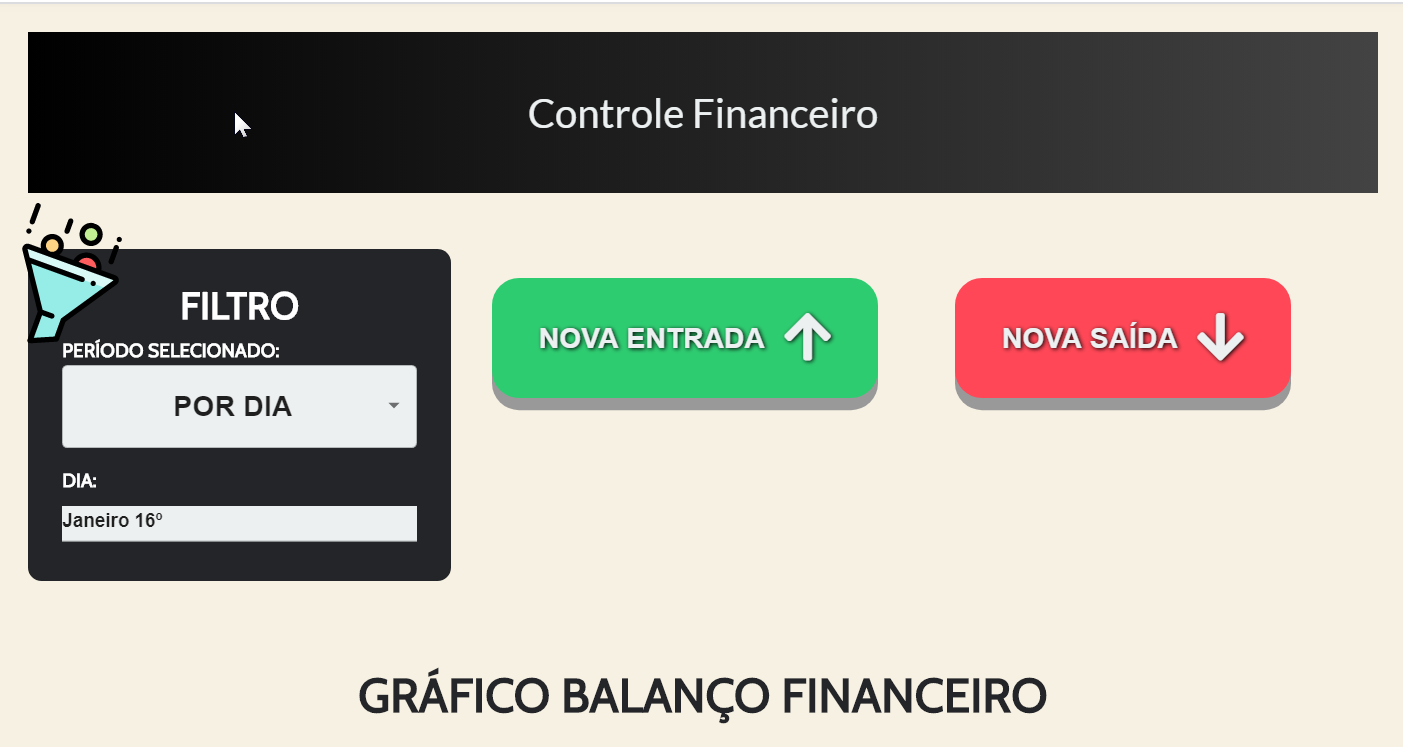 Controle Financeiro
FILTRO
PERÍODO SELECIONADO:
POR DIA
DIA:
Janeiro 16º
NOVA ENTRADA
NOVA SAÍDA
GRÁFICO BALANÇO FINANCEIRO